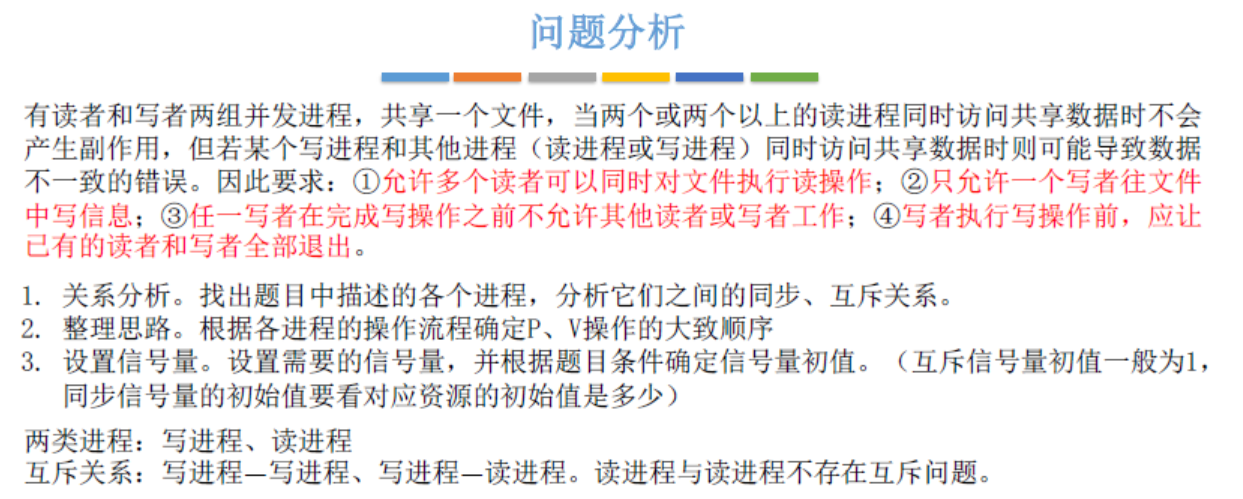 问题分析
有读者和写者两组并发进程，共享一个文件，当两个或两个以上的读进程同时访问共享数据时不会
产生副作用，但若某个写进程和其他进程（读进程或写进程）同时访问共享数据时则可能导致数据
不一致的错误。因此要求：①允许多个读者可以同时对文件执行读操作；②只允许一个写者往文件
中写信息；③任一写者在完成写操作之前不允许其他读者或写者工作；④写者执行写操作前，应让
已有的读者和写者全部退出。
1. 关系分析。找出题目中描述的各个进程，分析它们之间的同步、互斥关系。
2. 整理思路。根据各进程的操作流程确定P、V操作的大致顺序
3. 设置信号量。设置需要的信号量，并根据题目条件确定信号量初值。（互斥信号量初值一般为1，
同步信号量的初始值要看对应资源的初始值是多少）
两类进程：写进程、读进程
互斥关系：写进程—写进程、写进程—读进程。读进程与读进程不存在互斥问题。